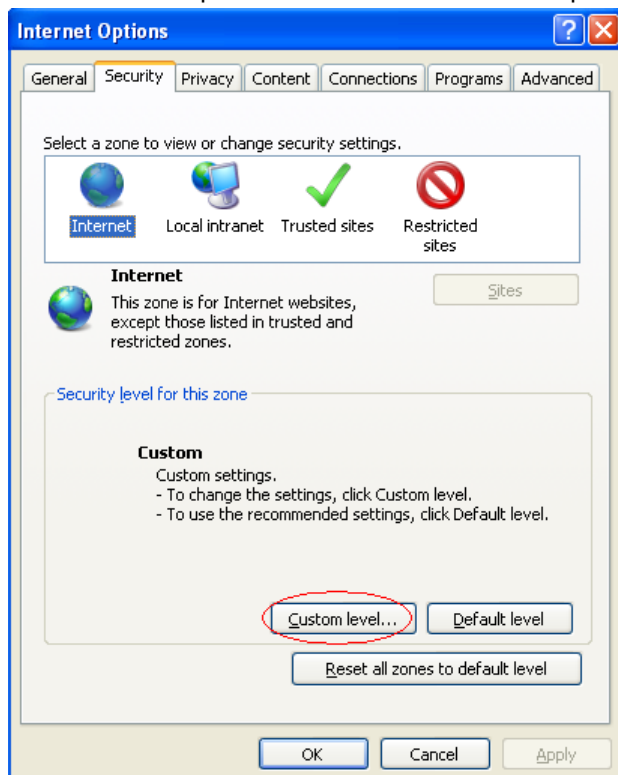 Internet Options
General Security Privacy Content Connections Programs Advanced
Select a zone to view or change security settings.
Internet Local intranet Trusted sites Restricted
sites
Internet
Sites
This zone is for Internet websites,
except those listed in trusted and
restricted zones.
Security level for this zone
Custom
Custom settings.
- To change the settings, click Custom level.
- To use the recommended settings, click Default level.
Custom level... Default level
Reset all zones to default level
OK Cancel Apply